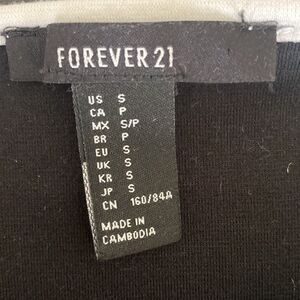 FOREVER 21
US S
CA P
MX S/P
BR P
EU S
UK S
KR S
JP S
CN 160/84A
MADE IN
CAMBODIA